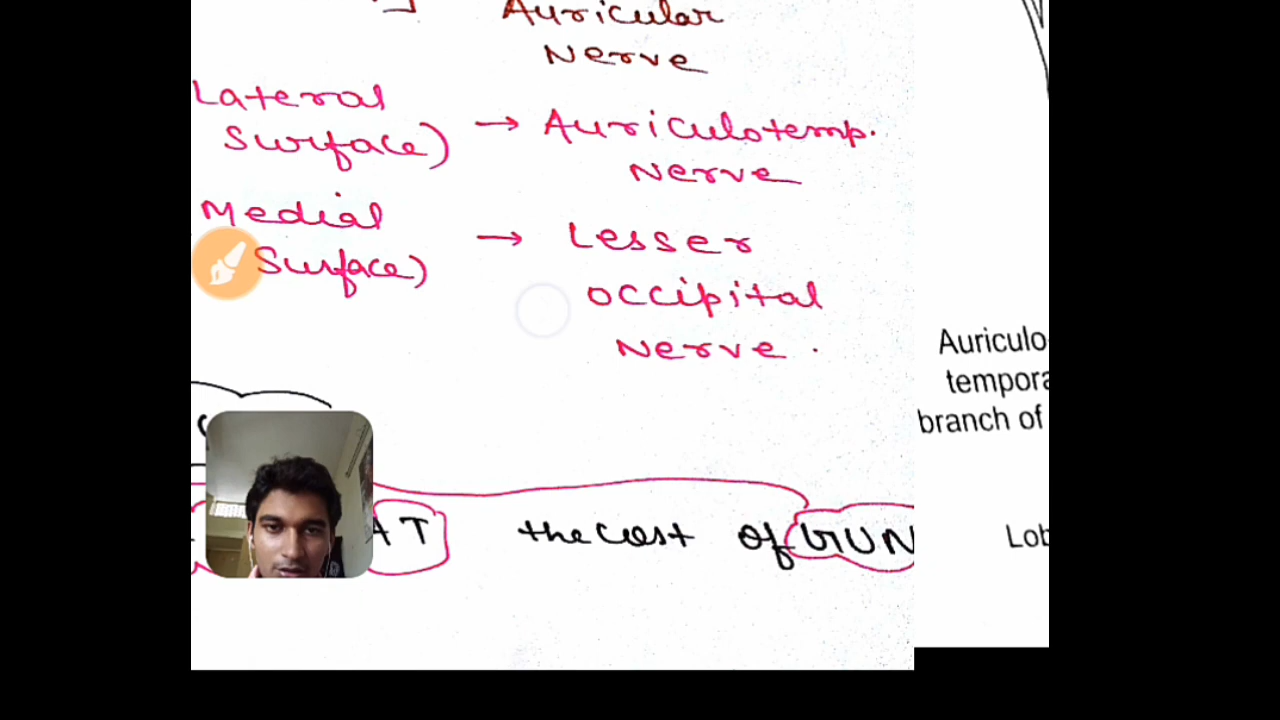 Auricular
Nerve
Lateral
Surface) → Auriculotemp.
Nerve
Medial
Surface) → Lesser
occipital
Nerve .
AT the cost of GUN
Auriculo
tempora
branch of
Lob